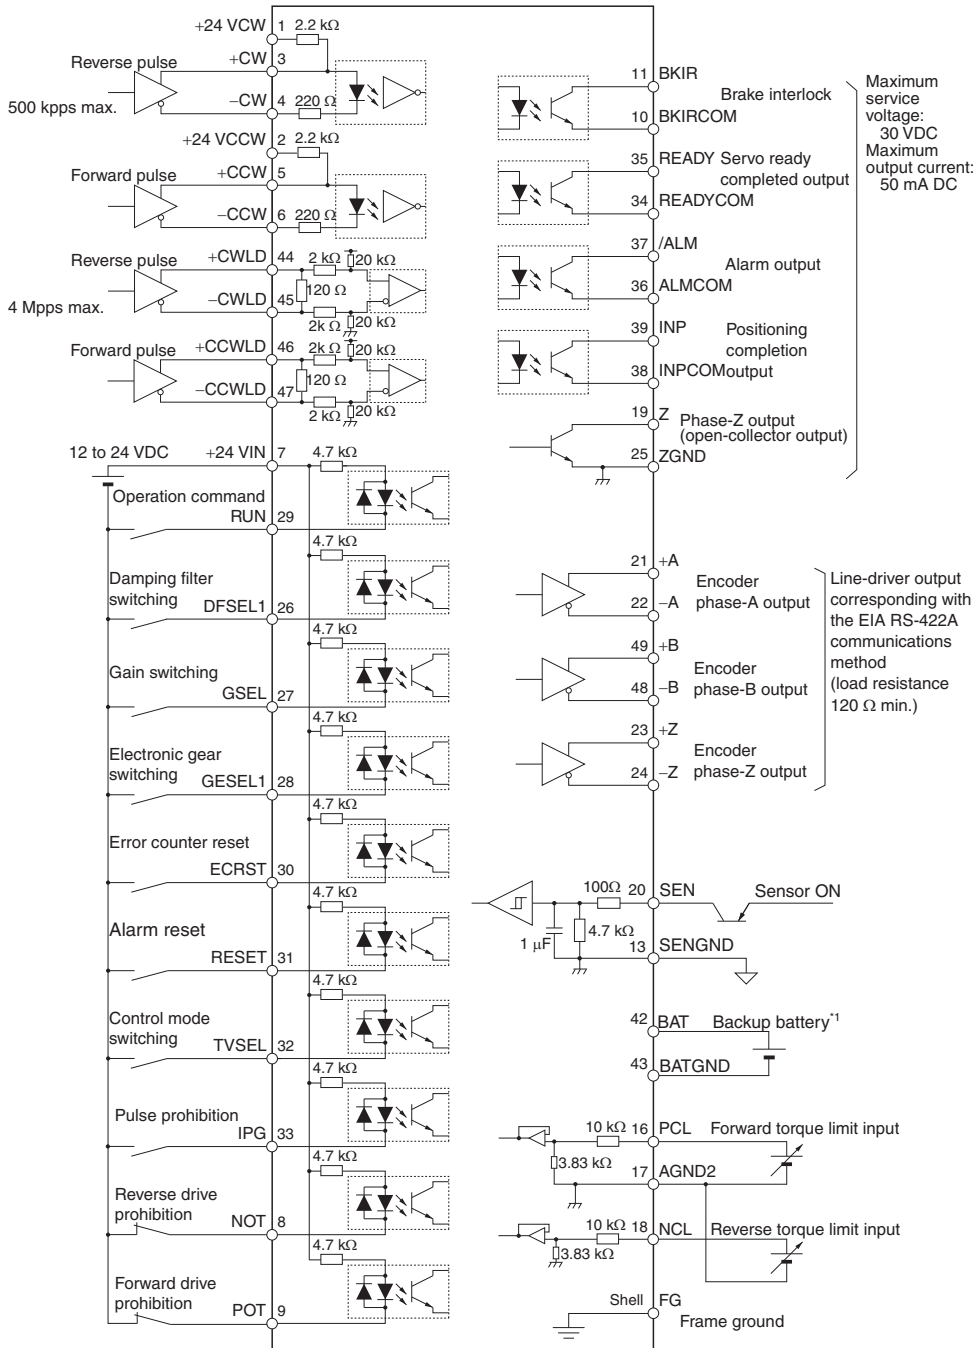 +24 VCW 1 2.2 kΩ
+CW 3
Reverse pulse
500 kpps max.
−CW 4 220 Ω
+24 VCCW 2 2.2 kΩ
+CCW 5
Forward pulse
−CCW 6 220 Ω
Reverse pulse
+CWLD 44 2 kΩ 20 kΩ
120 Ω
4 Mpps max.
−CWLD 45
2k Ω 20 kΩ
Forward pulse
+CCWLD 46 2k Ω 20 kΩ
120 Ω
−CCWLD 47
2 kΩ 20 kΩ
12 to 24 VDC
+24 VIN 7 4.7 kΩ
Operation command
RUN 29
4.7 kΩ
Damping filter
switching
DFSEL1 26
4.7 kΩ
Gain switching
GSEL 27
4.7 kΩ
Electronic gear
switching
GESEL1 28
4.7 kΩ
Error counter reset
ECRST 30
4.7 kΩ
Alarm reset
RESET 31
4.7 kΩ
Control mode
switching
TVSEL 32
4.7 kΩ
Pulse prohibition
IPG 33
4.7 kΩ
Reverse drive
prohibition
NOT 8
4.7 kΩ
Forward drive
prohibition
POT 9
11 BKIR
Brake interlock
10 BKIRCOM
35 READY Servo ready
completed output
34 READYCOM
37 /ALM
Alarm output
36 ALMCOM
39 INP
Positioning
completion
38 INPCOM output
19 Z
Phase-Z output
(open-collector output)
25 ZGND
Maximum
service
voltage:
30 VDC
Maximum
output current:
50 mA DC
21 +A
Encoder
phase-A output
22 −A
49 +B
Encoder
phase-B output
48 −B
23 +Z
Encoder
phase-Z output
24 −Z
Line-driver output
corresponding with
the EIA RS-422A
communications
method
(load resistance
120 Ω min.)
100Ω 20 SEN
Sensor ON
4.7 kΩ
1 μF
13 SENGND
42 BAT Backup battery*1
43 BATGND
10 kΩ 16 PCL Forward torque limit input
3.83 kΩ
17 AGND2
10 kΩ 18 NCL Reverse torque limit input
3.83 kΩ
Shell FG
Frame ground